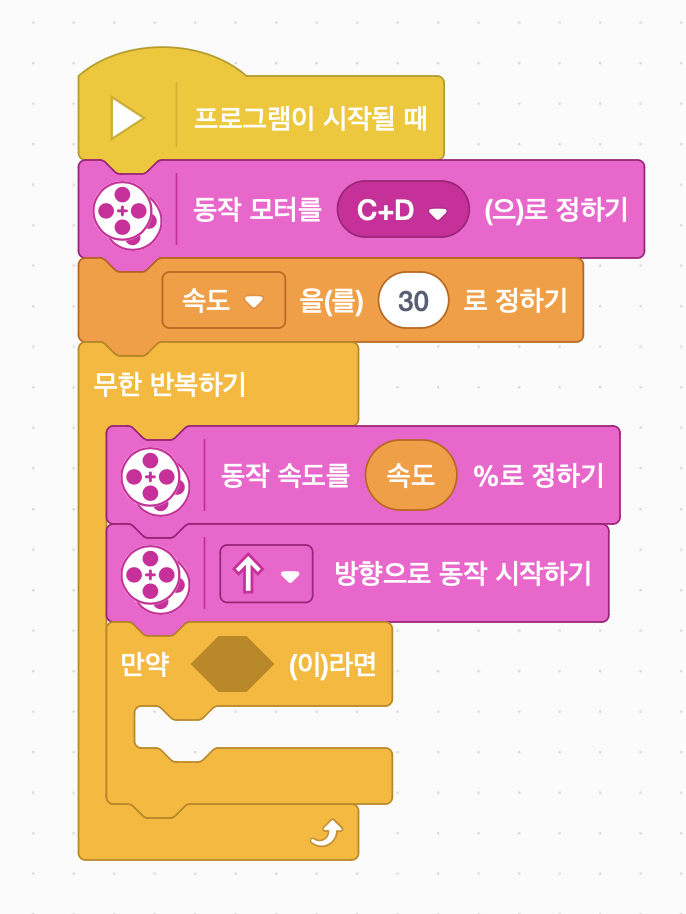 프로그램이 시작될 때
동작 모터를 C+D (으)로 정하기
속도 을(를) 30 로 정하기
무한 반복하기
동작 속도를 속도 %로 정하기
방향으로 동작 시작하기
만약 (이)라면